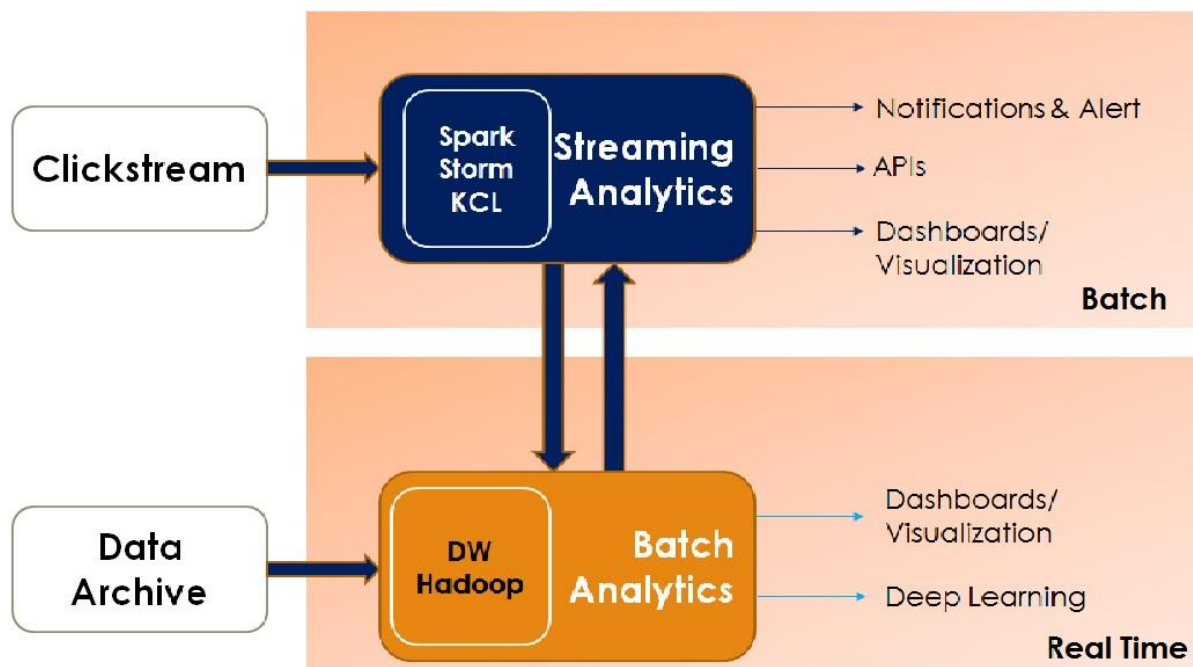 Clickstream
Spark
Storm
KCL
Streaming
Analytics
Notifications & Alert
APIs
Dashboards/
Visualization
Batch
Data
Archive
DW
Hadoop
Batch
Analytics
Dashboards/
Visualization
Deep Learning
Real Time